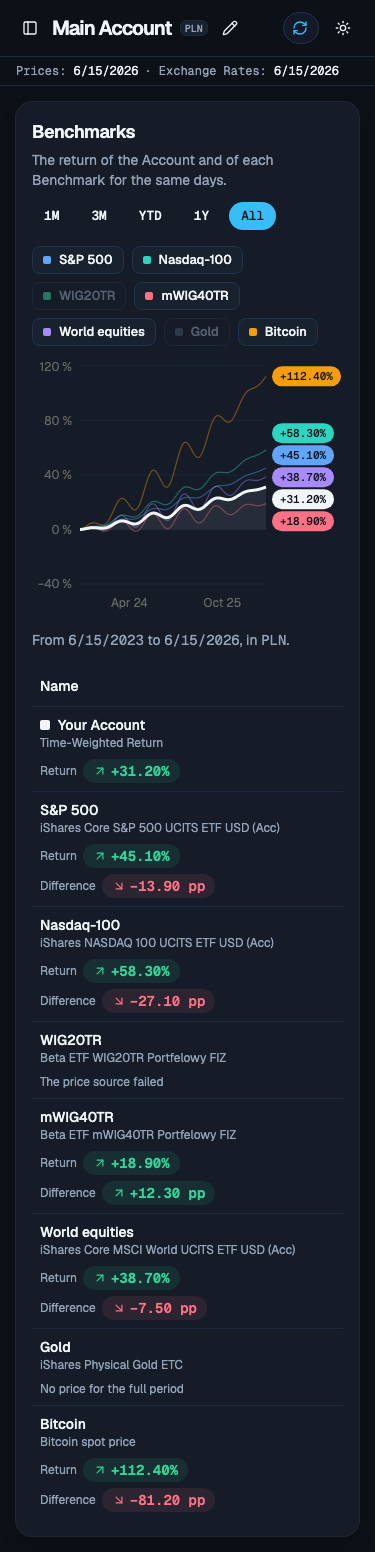 Main Account PLN
Prices: 6/15/2026 · Exchange Rates: 6/15/2026
Benchmarks
The return of the Account and of each
Benchmark for the same days.
1M 3M YTD 1Y All
S&P 500 Nasdaq-100
WIG20TR mWIG40TR
World equities Gold Bitcoin
120 %
+112.40%
80 %
+58.30%
+45.10%
40 %
+38.70%
+31.20%
0 %
+18.90%
−40 %
Apr 24 Oct 25
From 6/15/2023 to 6/15/2026, in PLN.
Name
Your Account
Time-Weighted Return
Return +31.20%
S&P 500
iShares Core S&P 500 UCITS ETF USD (Acc)
Return +45.10%
Difference −13.90 pp
Nasdaq-100
iShares NASDAQ 100 UCITS ETF USD (Acc)
Return +58.30%
Difference −27.10 pp
WIG20TR
Beta ETF WIG20TR Portfelowy FIZ
The price source failed
mWIG40TR
Beta ETF mWIG40TR Portfelowy FIZ
Return +18.90%
Difference +12.30 pp
World equities
iShares Core MSCI World UCITS ETF USD (Acc)
Return +38.70%
Difference −7.50 pp
Gold
iShares Physical Gold ETC
No price for the full period
Bitcoin
Bitcoin spot price
Return +112.40%
Difference −81.20 pp